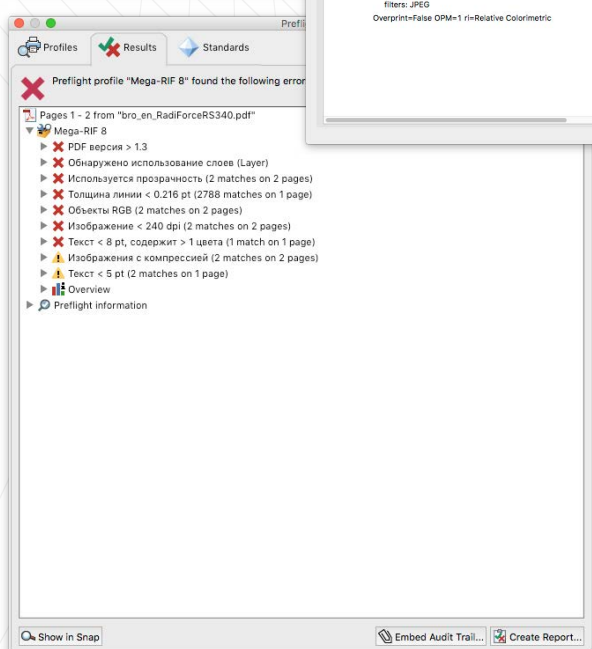 filters: JPEG
Overprint=False OPM=1 ri=Relative Colorimetric
Profiles
Results
Standards
Preflight profile "Mega-RIF 8" found the following
Pages 1 - 2 from "bro_en_RadiForceRS340.pdf"
Mega-RIF 8
PDF версия > 1.3
Обнаружено использование слоев (Layer)
Используется прозрачность (2 matches on 2 pages)
Толщина линии < 0.216 pt (2788 matches on 1 page)
Объекты RGB (2 matches on 2 pages)
Изображение < 240 dpi (2 matches on 2 pages)
Текст < 8 pt, содержит > 1 цвета (1 match on 1 page)
Изображения с компрессией (2 matches on 2 pages)
Текст < 5 pt (2 matches on 1 page)
Overview
Preflight information
Show in Snap
Embed Audit Trail...
Create Report...